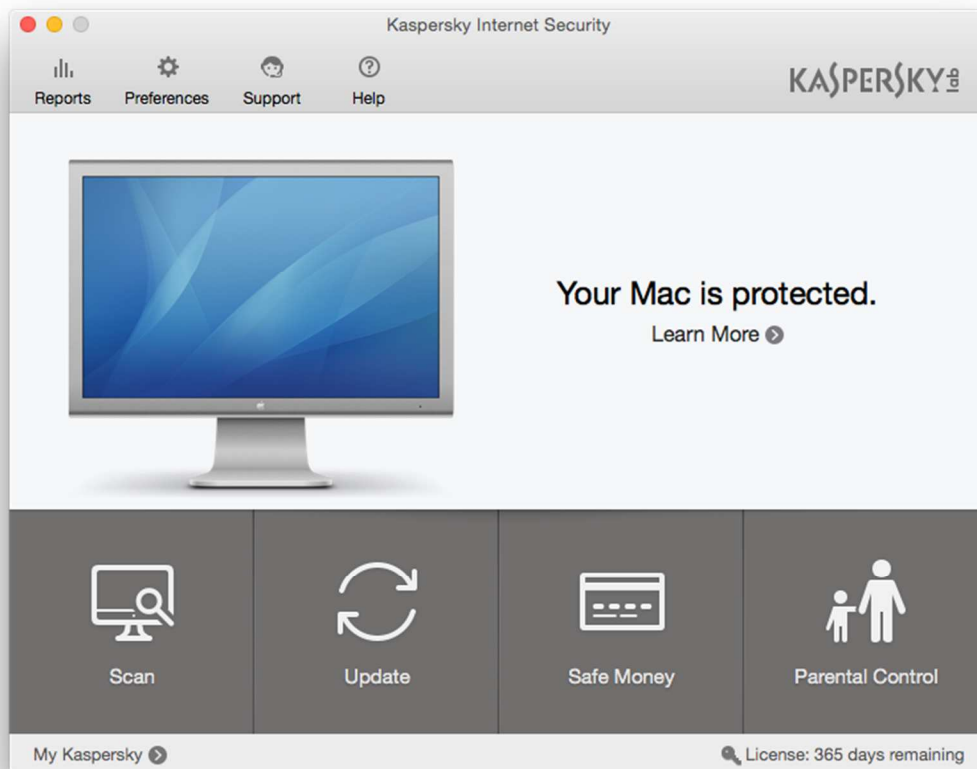 Kaspersky Internet Security
Reports Preferences Support Help
KASPERSKY lab
Your Mac is protected.
Learn More
Scan Update Safe Money Parental Control
My Kaspersky License: 365 days remaining